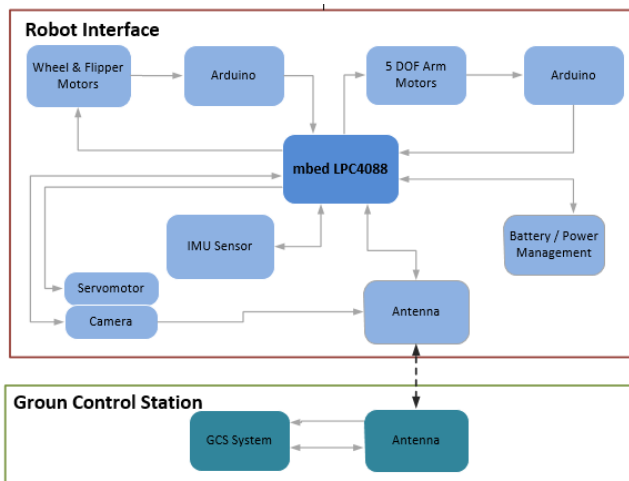 Robot Interface
Wheel & Flipper
Motors
Arduino
5 DOF Arm
Motors
Arduino
mbed LPC4088
IMU Sensor
Battery / Power
Management
Servomotor
Camera
Antenna
Groun Control Station
GCS System
Antenna